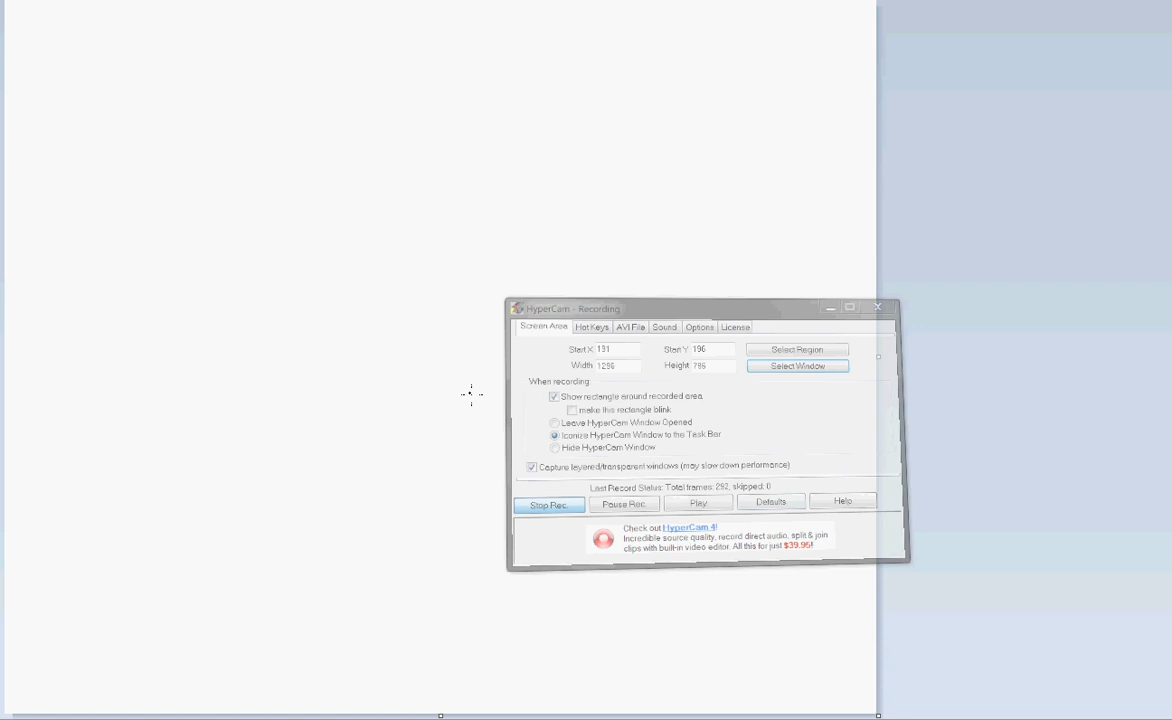 HyperCam - Recording
Screen Area Hot Keys AVI File Sound Options License
Start X 191 Start Y 196 Select Region
Width 1296 Height 786 Select Window
When recording:
Show rectangle around recorded area
make this rectangle blink
Leave HyperCam Window Opened
Iconize HyperCam Window to the Task Bar
Hide HyperCam Window
Capture layered/transparent windows (may slow down performance)
Last Record Status: Total frames: 292, skipped: 0
Stop Rec. Pause Rec. Play Defaults Help
Check out HyperCam 4!
Incredible source quality, record direct audio, split & join
clips with built-in video editor. All this for just $39.95!